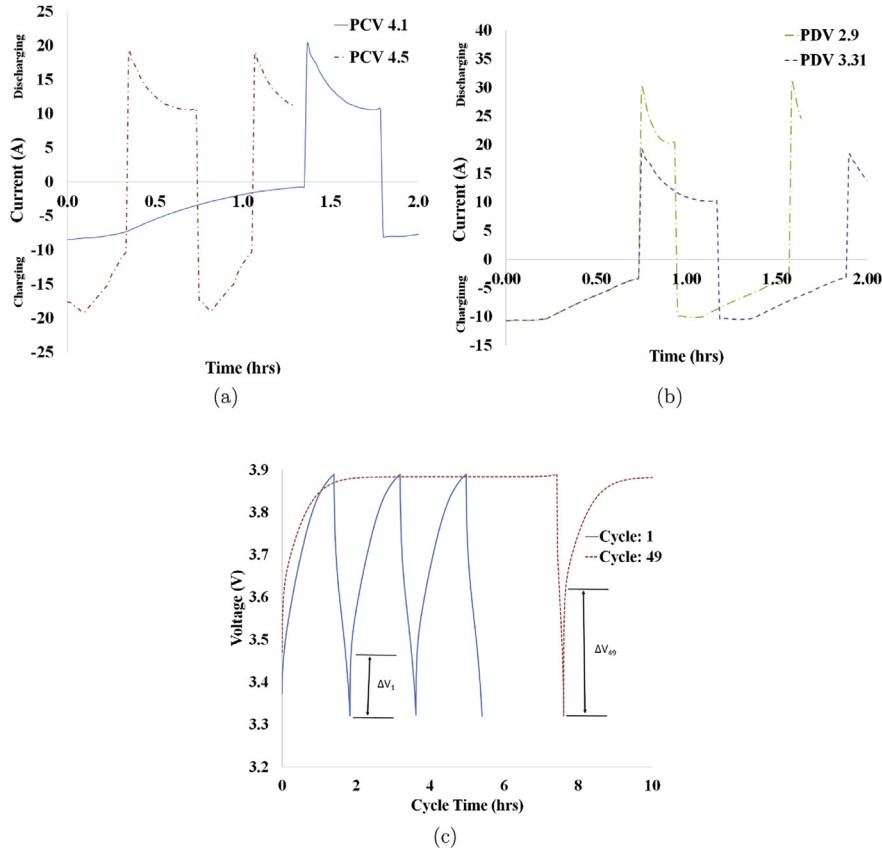 25
20
15
10
5
0
-5
-10
-15
-20
-25
Discharging
Current (A)
Charging
0.0
0.5
1.0
1.5
2.0
PCV 4.1
PCV 4.5
Time (hrs)
(a)
40
35
30
25
20
15
10
5
0
-5
-10
-15
Discharging
Current (A)
Charginng
0.00
0.50
1.00
1.50
2.00
PDV 2.9
PDV 3.31
Time (hrs)
(b)
3.9
3.8
3.7
3.6
3.5
3.4
3.3
3.2
Voltage (V)
Cycle: 1
Cycle: 49
ΔV1
ΔV49
0
2
4
6
8
10
Cycle Time (hrs)
(c)